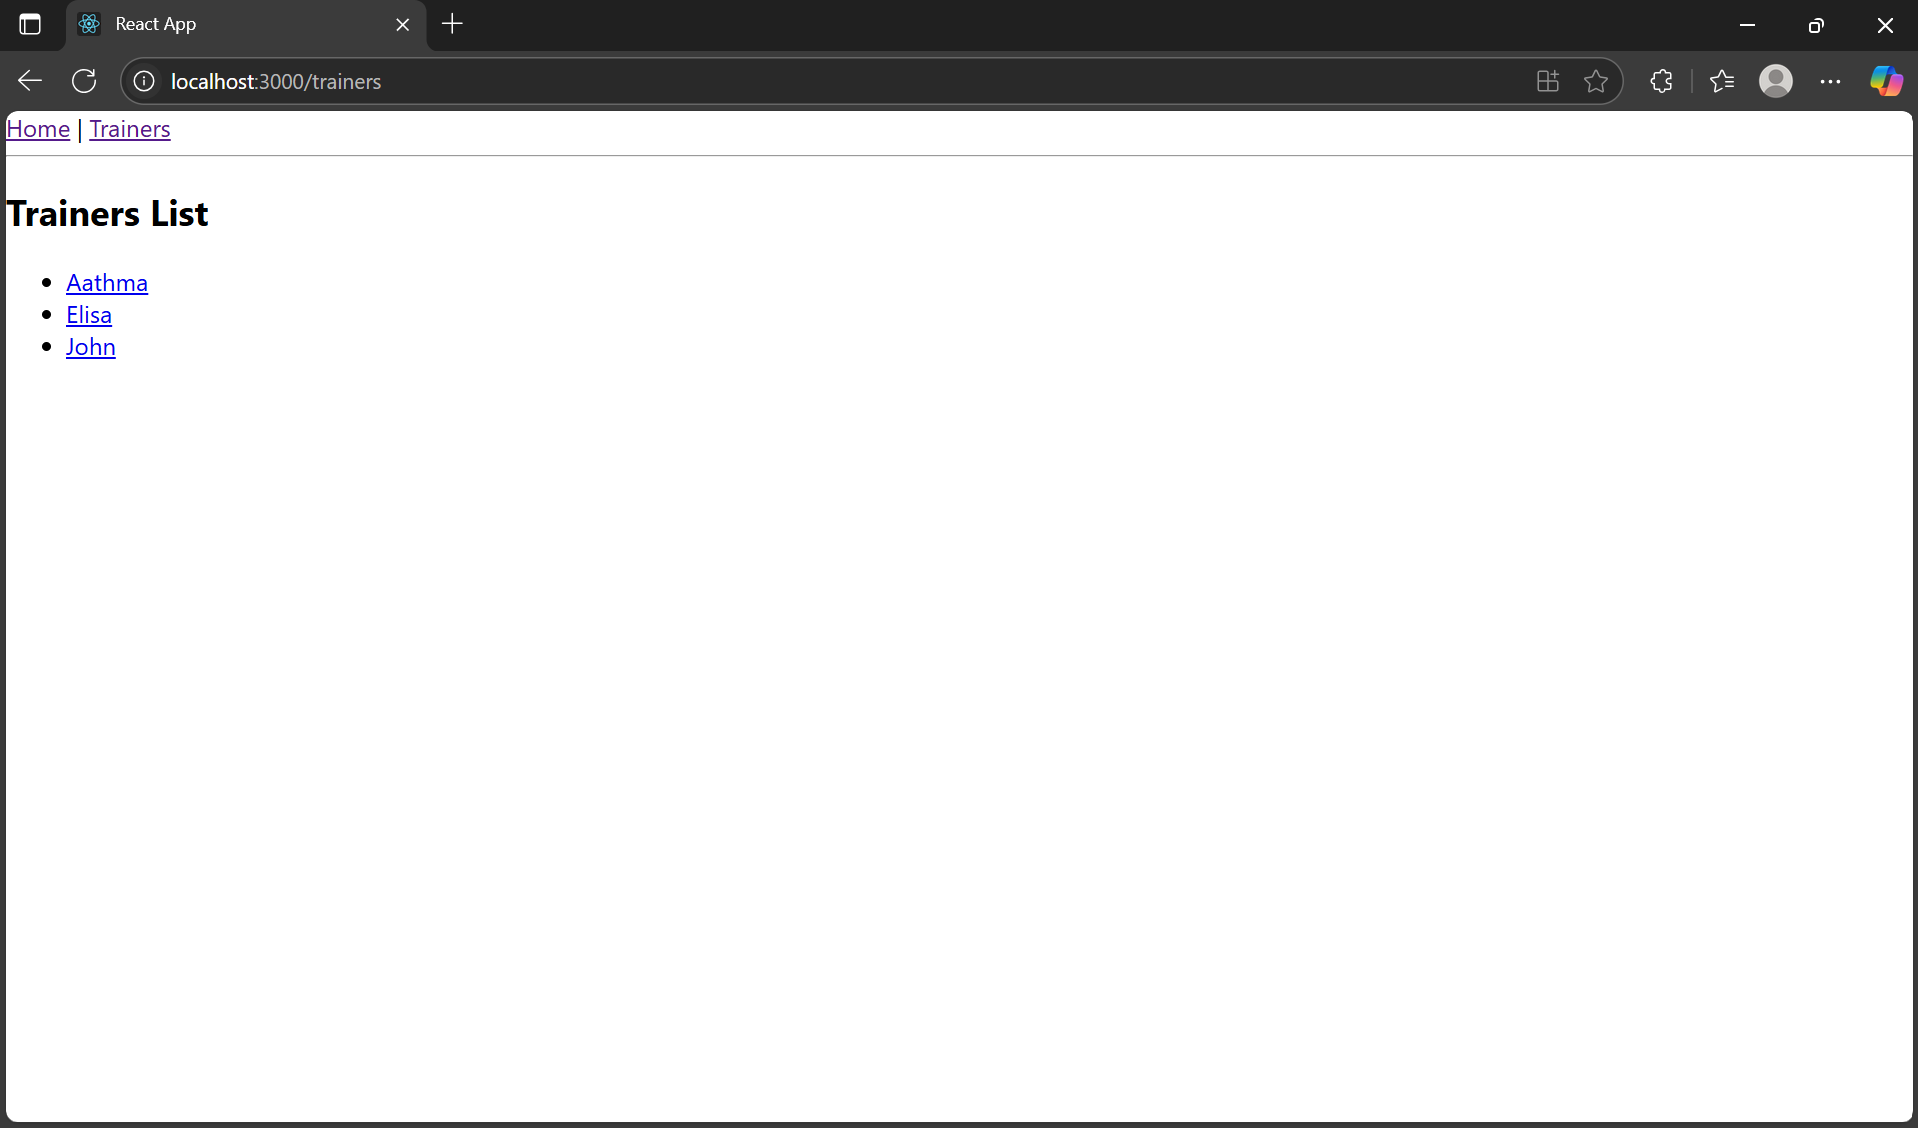 React App
localhost:3000/trainers
Home | Trainers
Trainers List
Aathma
Elisa
John